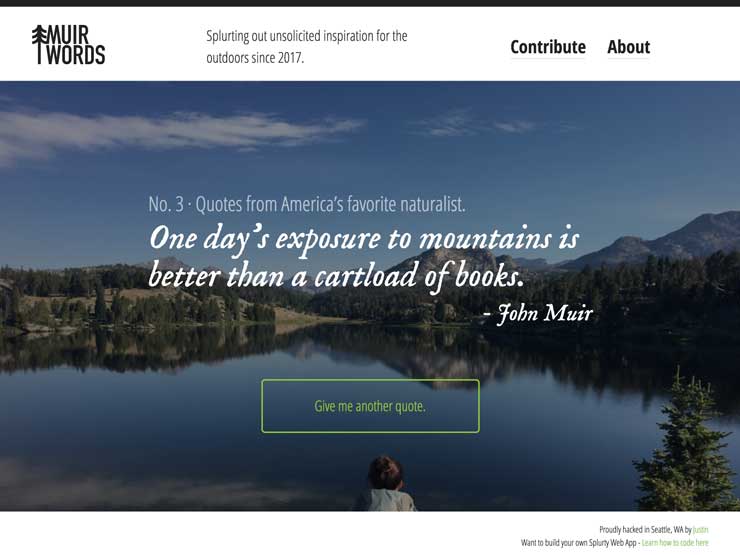 MUIR
WORDS
Splurting out unsolicited inspiration for the
outdoors since 2017.
Contribute About
No. 3 · Quotes from America's favorite naturalist.
One day's exposure to mountains is
better than a cartload of books.
- John Muir
Give me another quote.
Proudly hacked in Seattle, WA by Justin
Want to build your own Splurty Web App - Learn how to code here